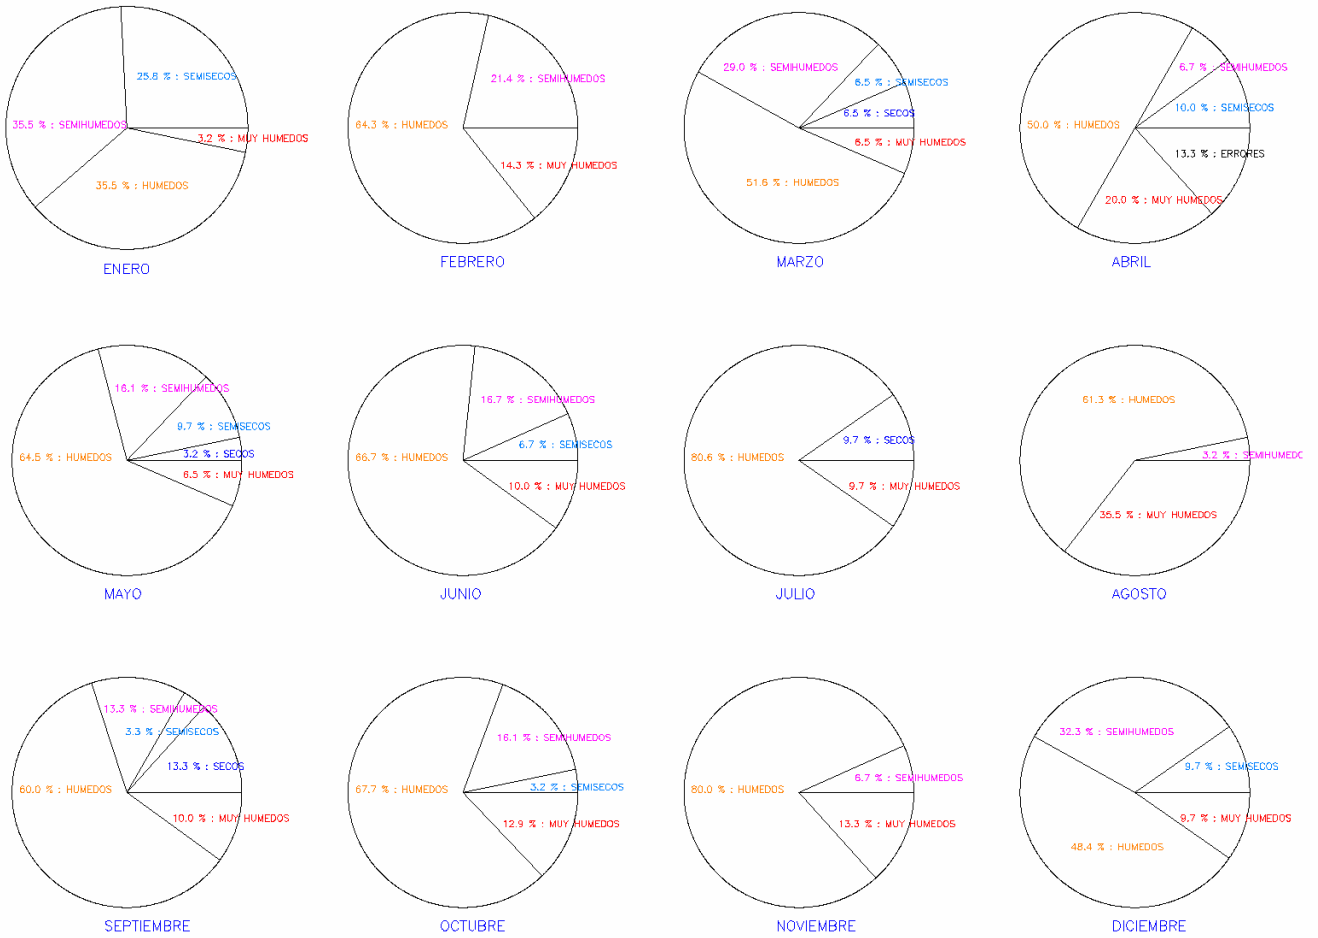 25.8 % : SEMISECOS
35.5 % : SEMIHUMEDOS
3.2 % : MUY HUMEDOS
35.5 % : HUMEDOS
ENERO
21.4 % : SEMIHUMEDOS
64.3 % : HUMEDOS
14.3 % : MUY HUMEDOS
FEBRERO
29.0 % : SEMIHUMEDOS
6.5 % : SEMISECOS
6.5 % : SECOS
6.5 % : MUY HUMEDOS
51.6 % : HUMEDOS
MARZO
6.7 % : SEMIHUMEDOS
10.0 % : SEMISECOS
50.0 % : HUMEDOS
13.3 % : ERRORES
20.0 % : MUY HUMEDOS
ABRIL
16.1 % : SEMIHUMEDOS
9.7 % : SEMISECOS
3.2 % : SECOS
64.5 % : HUMEDOS
6.5 % : MUY HUMEDOS
MAYO
16.7 % : SEMIHUMEDOS
6.7 % : SEMISECOS
66.7 % : HUMEDOS
10.0 % : MUY HUMEDOS
JUNIO
9.7 % : SECOS
80.6 % : HUMEDOS
9.7 % : MUY HUMEDOS
JULIO
61.3 % : HUMEDOS
3.2 % : SEMIHUMEDO
35.5 % : MUY HUMEDOS
AGOSTO
13.3 % : SEMIHUMEDOS
3.3 % : SEMISECOS
13.3 % : SECOS
60.0 % : HUMEDOS
10.0 % : MUY HUMEDOS
SEPTIEMBRE
16.1 % : SEMIHUMEDOS
3.2 % : SEMISECOS
67.7 % : HUMEDOS
12.9 % : MUY HUMEDOS
OCTUBRE
6.7 % : SEMIHUMEDOS
80.0 % : HUMEDOS
13.3 % : MUY HUMEDOS
NOVIEMBRE
32.3 % : SEMIHUMEDOS
9.7 % : SEMISECOS
9.7 % : MUY HUMEDOS
48.4 % : HUMEDOS
DICIEMBRE